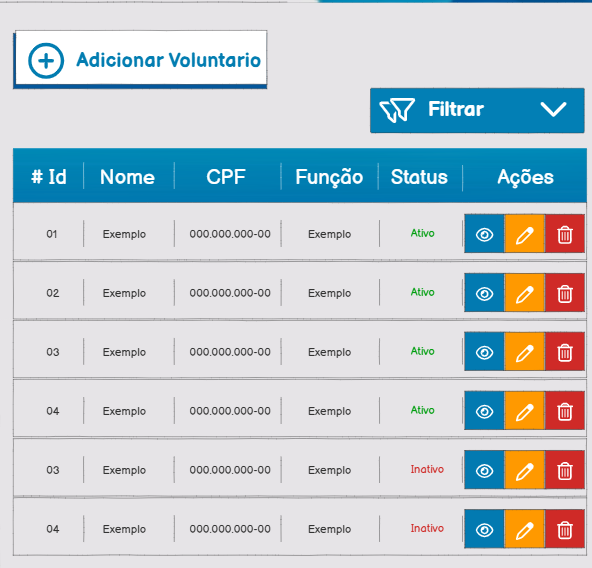 Adicionar Voluntario
Filtrar
# Id Nome CPF Função Status Ações
01 Exemplo 000.000.000-00 Exemplo Ativo
02 Exemplo 000.000.000-00 Exemplo Ativo
03 Exemplo 000.000.000-00 Exemplo Ativo
04 Exemplo 000.000.000-00 Exemplo Ativo
03 Exemplo 000.000.000-00 Exemplo Inativo
04 Exemplo 000.000.000-00 Exemplo Inativo